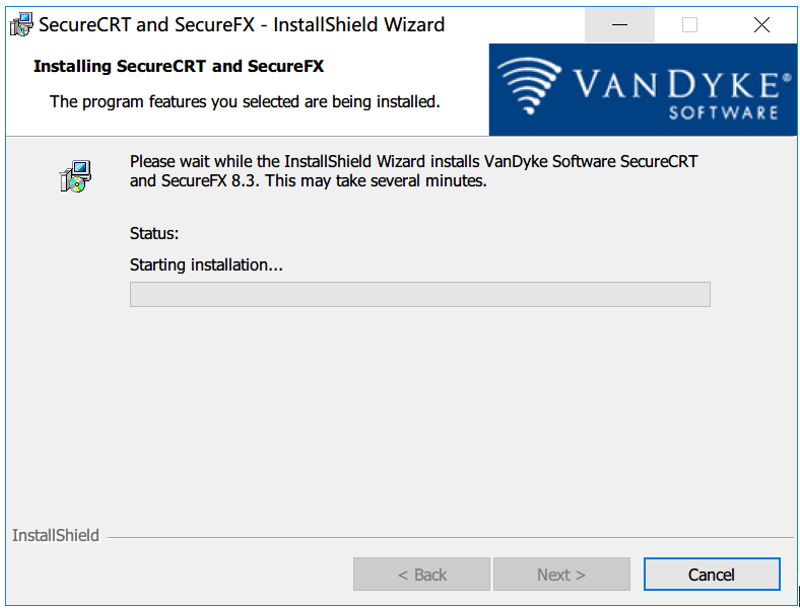 SecureCRT and SecureFX - InstallShield Wizard
Installing SecureCRT and SecureFX
The program features you selected are being installed.
VANDYKE®
SOFTWARE
Please wait while the InstallShield Wizard installs VanDyke Software SecureCRT
and SecureFX 8.3. This may take several minutes.
Status:
Starting installation...
InstallShield
< Back
Next >
Cancel